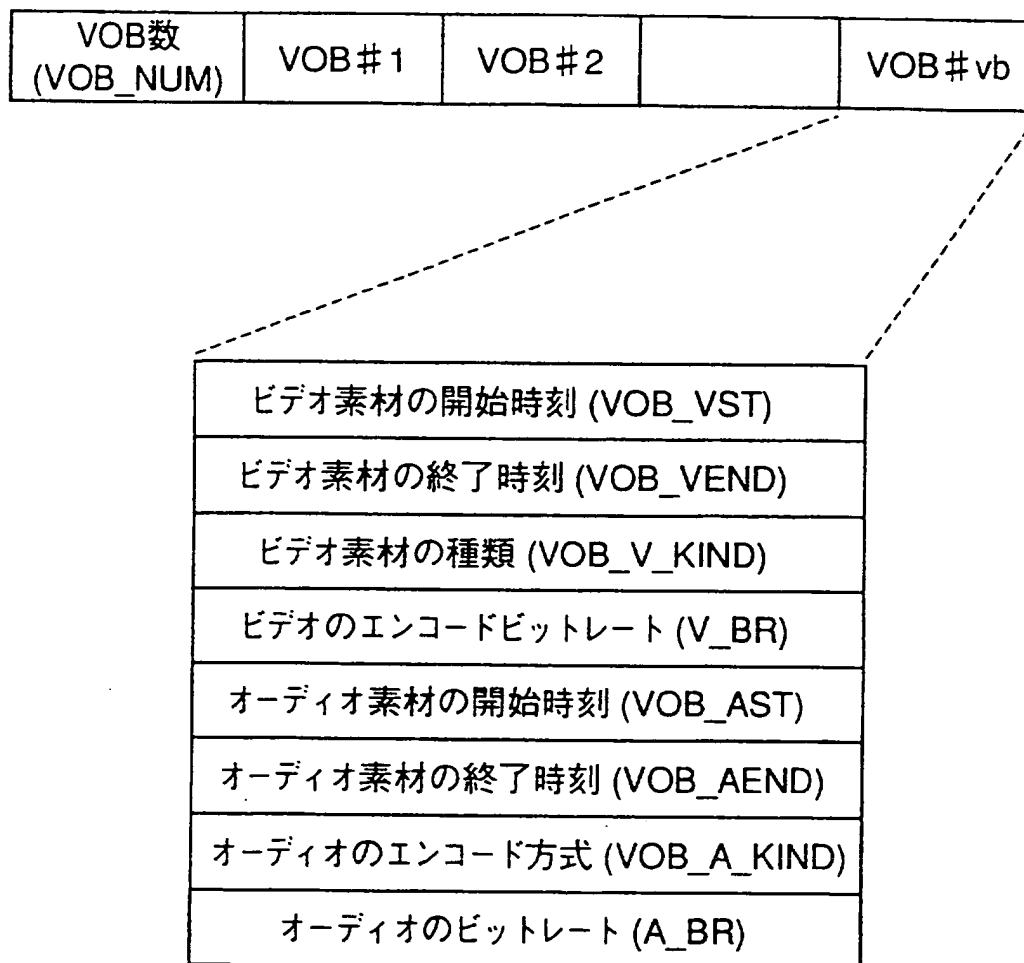 VOB数
(VOB_NUM)
VOB♯1
VOB♯2
VOB♯vb
ビデオ素材の開始時刻 (VOB_VST)
ビデオ素材の終了時刻 (VOB_VEND)
ビデオ素材の種類 (VOB_V_KIND)
ビデオのエンコードビットレート (V_BR)
オーディオ素材の開始時刻 (VOB_AST)
オーディオ素材の終了時刻 (VOB_AEND)
オーディオのエンコード方式 (VOB_A_KIND)
オーディオのビットレート (A_BR)